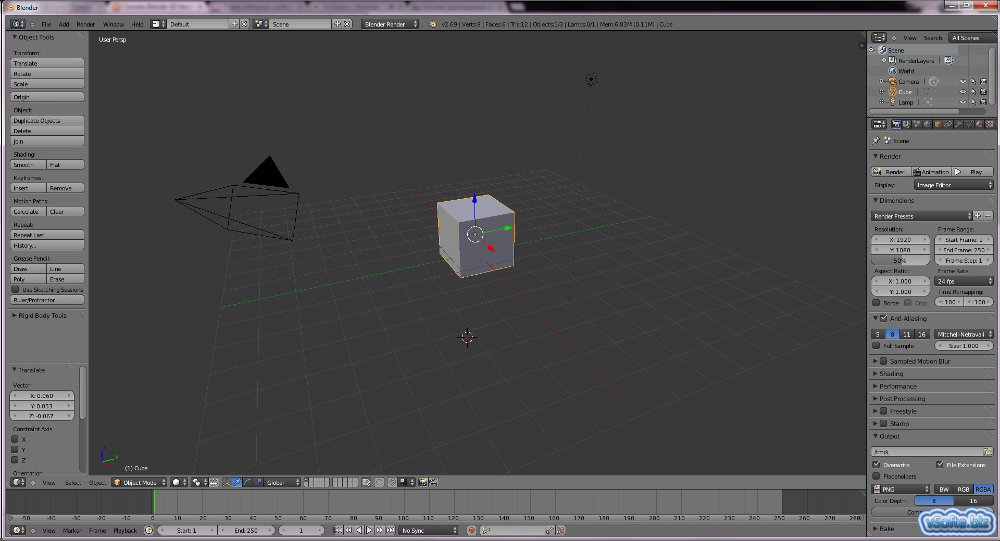 Blender
File Add Render Window Help Default Scene Blender Render v2.69 | Verts:8 | Faces:6 | Tris:12 | Objects:1/3 | Lamps:0/1 | Mem:6.83M (0.11M) | Cube
Object Tools
Transform:
Translate
Rotate
Scale
Origin
Object:
Duplicate Objects
Delete
Join
Shading:
Smooth Flat
Keyframes:
Insert Remove
Motion Paths:
Calculate Clear
Repeat:
Repeat Last
History...
Grease Pencil:
Draw Line
Poly Erase
Use Sketching Sessions
Ruler/Protractor
Rigid Body Tools
Translate
Vector
X: 0.060
Y: 0.053
Z: -0.067
Constraint Axis
X
Y
Z
Orientation
User Persp
z
y
(1) Cube
View Select Object Object Mode Global
-50 -40 -30 -20 -10 0 10 20 30 40 50 60 70 80 90 100 110 120 130 140 150 160 170 180 190 200 210 220 230 240 250 260 270 280
View Marker Frame Playback Start: 1 End: 250 1 No Sync
View Search All Scenes
Scene
RenderLayers |
World
Camera |
Cube |
Lamp |
Scene
Render
Render Animation Play
Display: Image Editor
Dimensions
Render Presets
Resolution: Frame Range:
X: 1920 Start Frame: 1
Y: 1080 End Frame: 250
50% Frame Step: 1
Aspect Ratio: Frame Rate:
X: 1.000 24 fps
Y: 1.000 Time Remapping:
Borde Crop : 100 : 100
Anti-Aliasing
5 8 11 16 Mitchell-Netravali
Full Sample Size: 1.000
Sampled Motion Blur
Shading
Performance
Post Processing
Freestyle
Stamp
Output
/tmp\
Overwrite File Extensions
Placeholders
PNG BW RGB RGBA
Color Depth: 8 16
Com
Bake
vSofte.biz